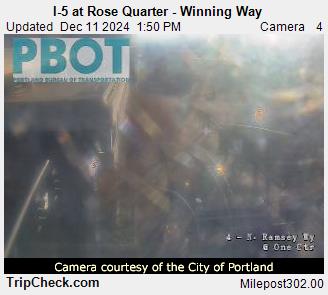 I-5 at Rose Quarter - Winning Way
Updated Dec 11 2024 1:50 PM Camera 4
PBOT
PORTLAND BUREAU OF TRANSPORTATION
4 - N. Ramsey Wy
@ One Ctr
Camera courtesy of the City of Portland
TripCheck.com Milepost302.00